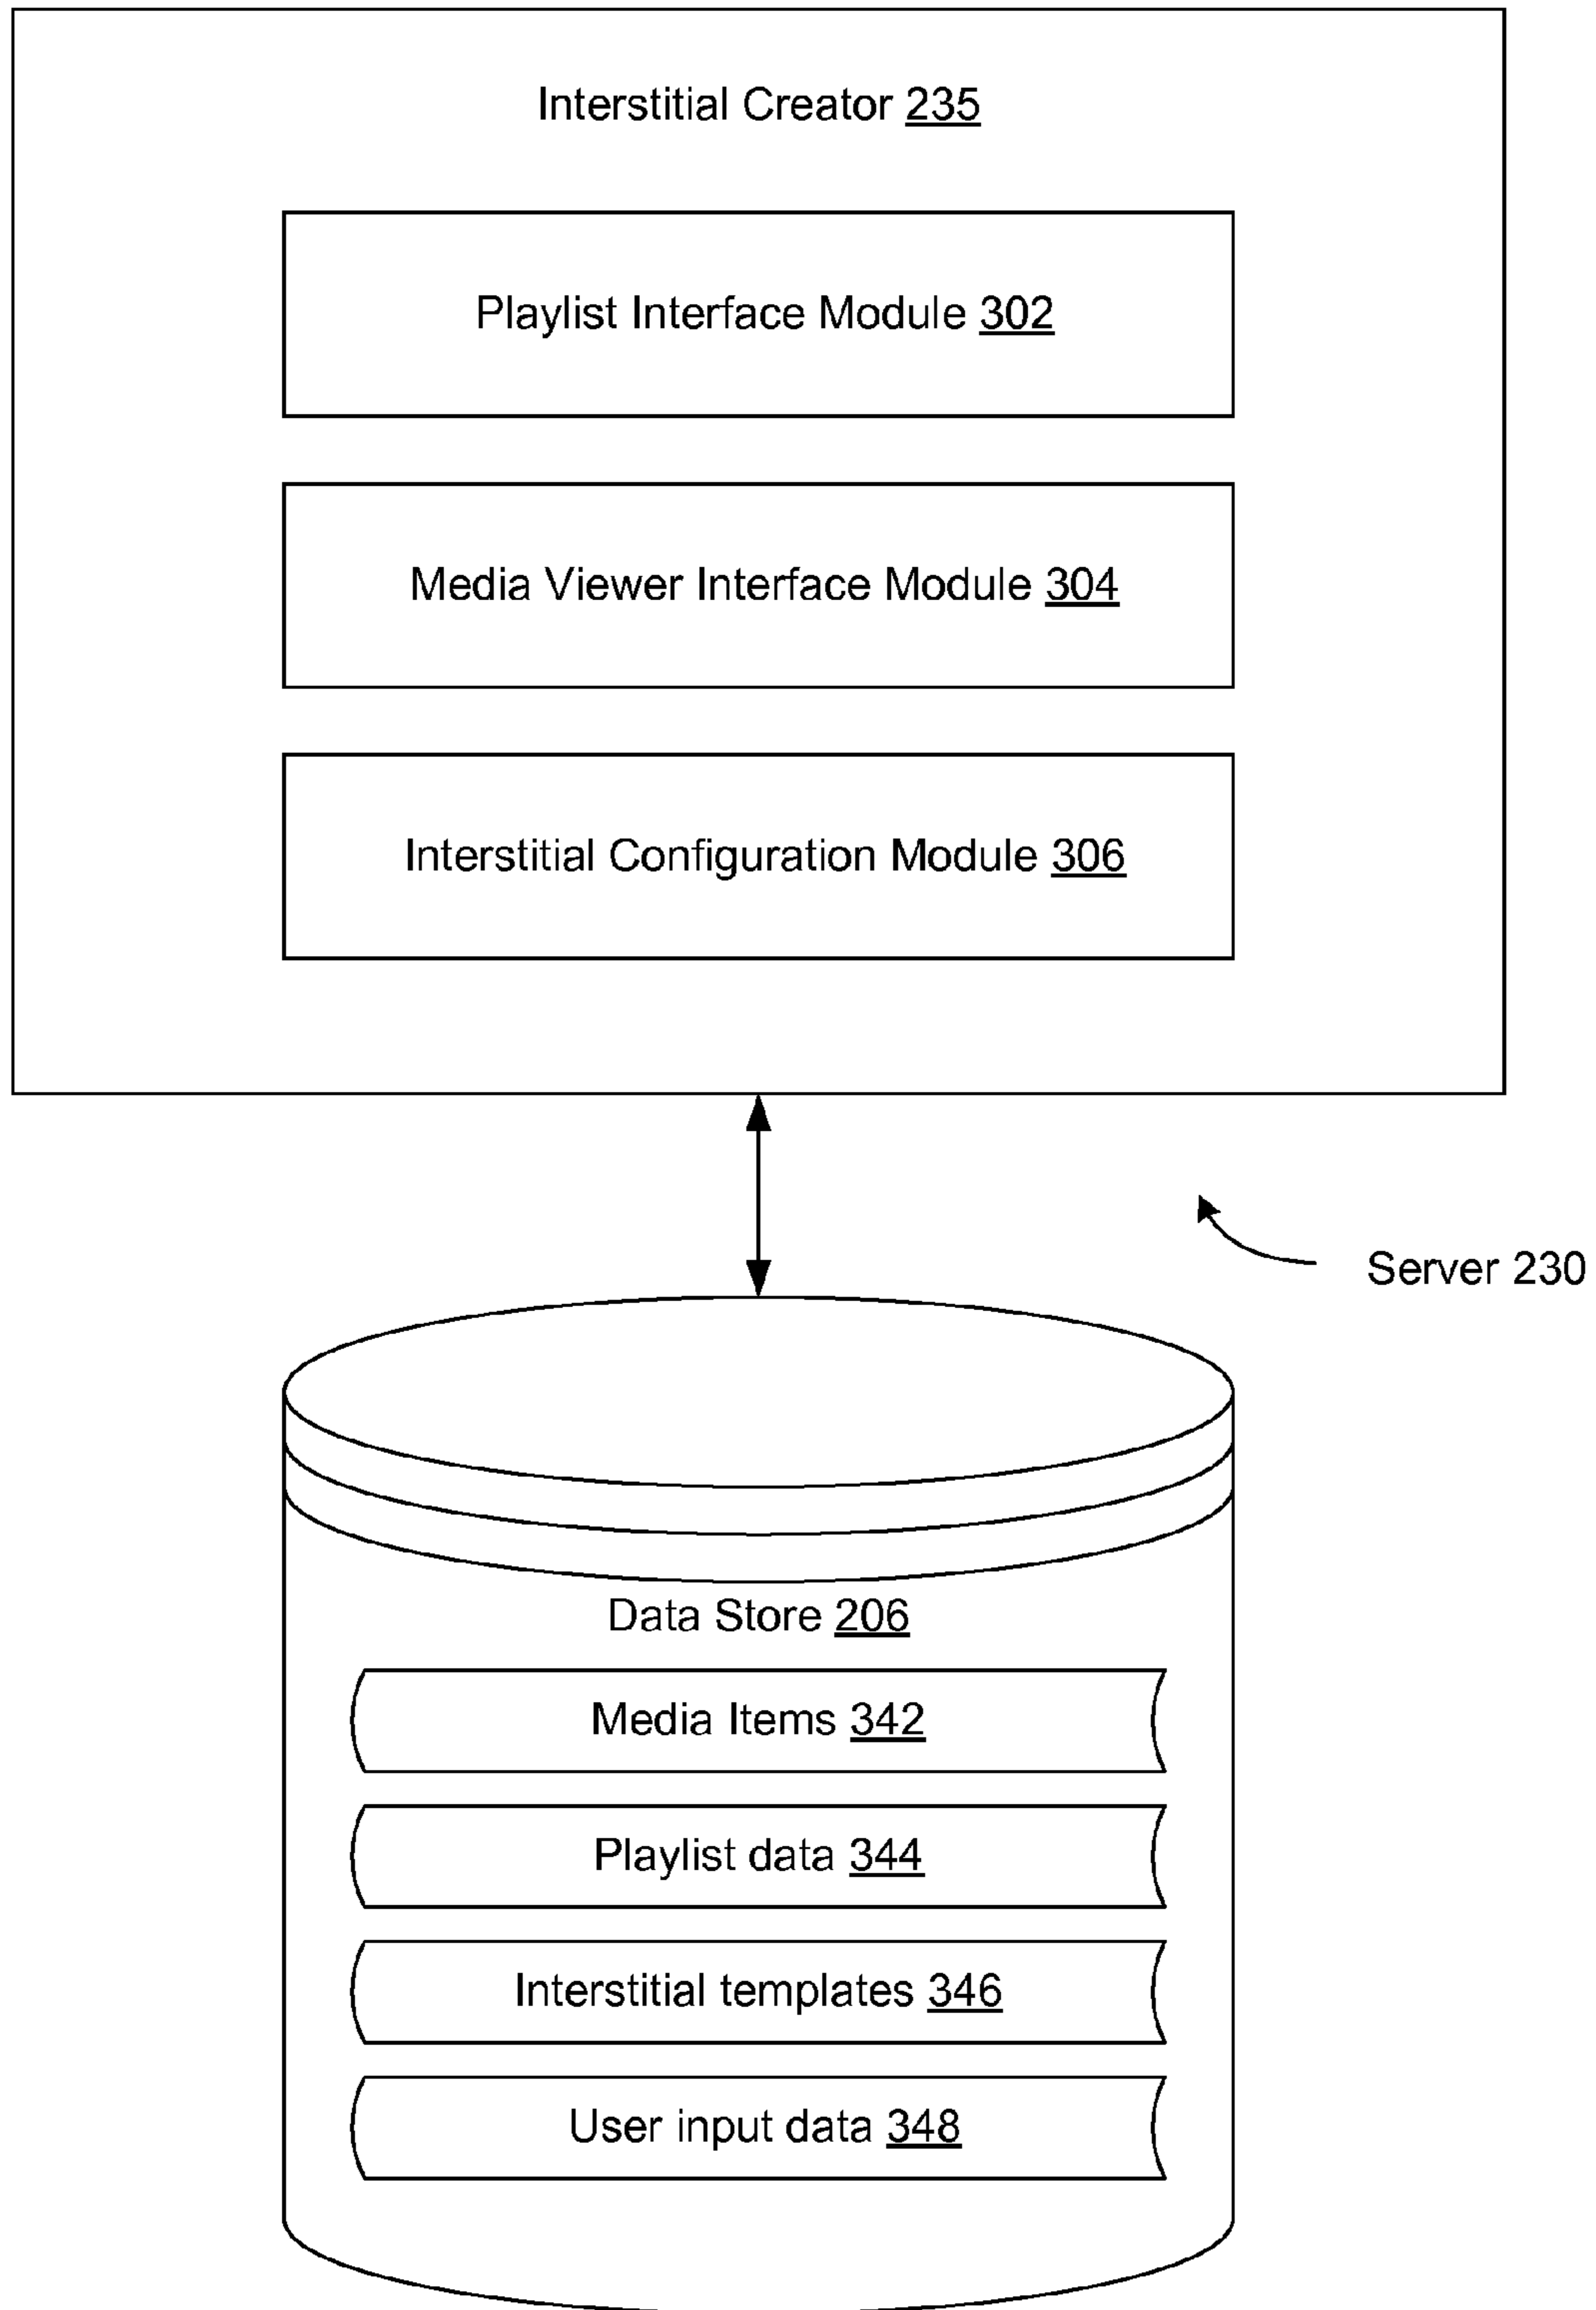 Interstitial Creator 235
Playlist Interface Module 302
Media Viewer Interface Module 304
Interstitial Configuration Module 306
Server 230
Data Store 206
Media Items 342
Playlist data 344
Interstitial templates 346
User input data 348